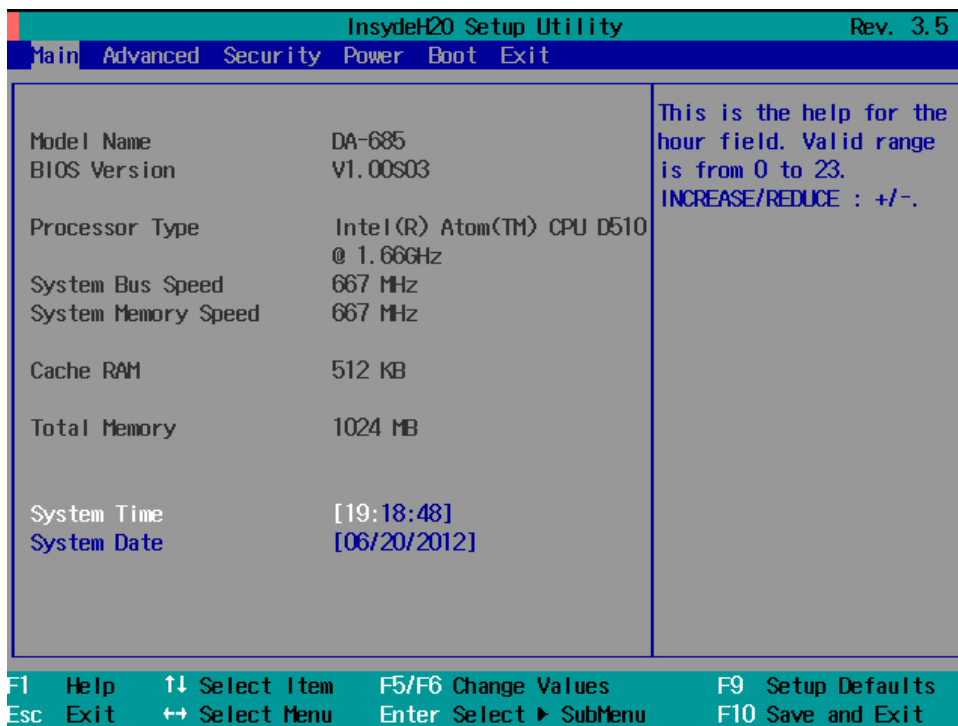 InsydeH20 Setup Utility Rev. 3.5
Main Advanced Security Power Boot Exit
This is the help for the
hour field. Valid range
is from 0 to 23.
INCREASE/REDUCE : +/-.
Model Name DA-685
BIOS Version V1.00S03
Processor Type Intel(R) Atom(TM) CPU D510
@ 1.66GHz
System Bus Speed 667 MHz
System Memory Speed 667 MHz
Cache RAM 512 KB
Total Memory 1024 MB
System Time [19:18:48]
System Date [06/20/2012]
F1 Help ↑↓ Select Item F5/F6 Change Values F9 Setup Defaults
Esc Exit ↔ Select Menu Enter Select ▶ SubMenu F10 Save and Exit